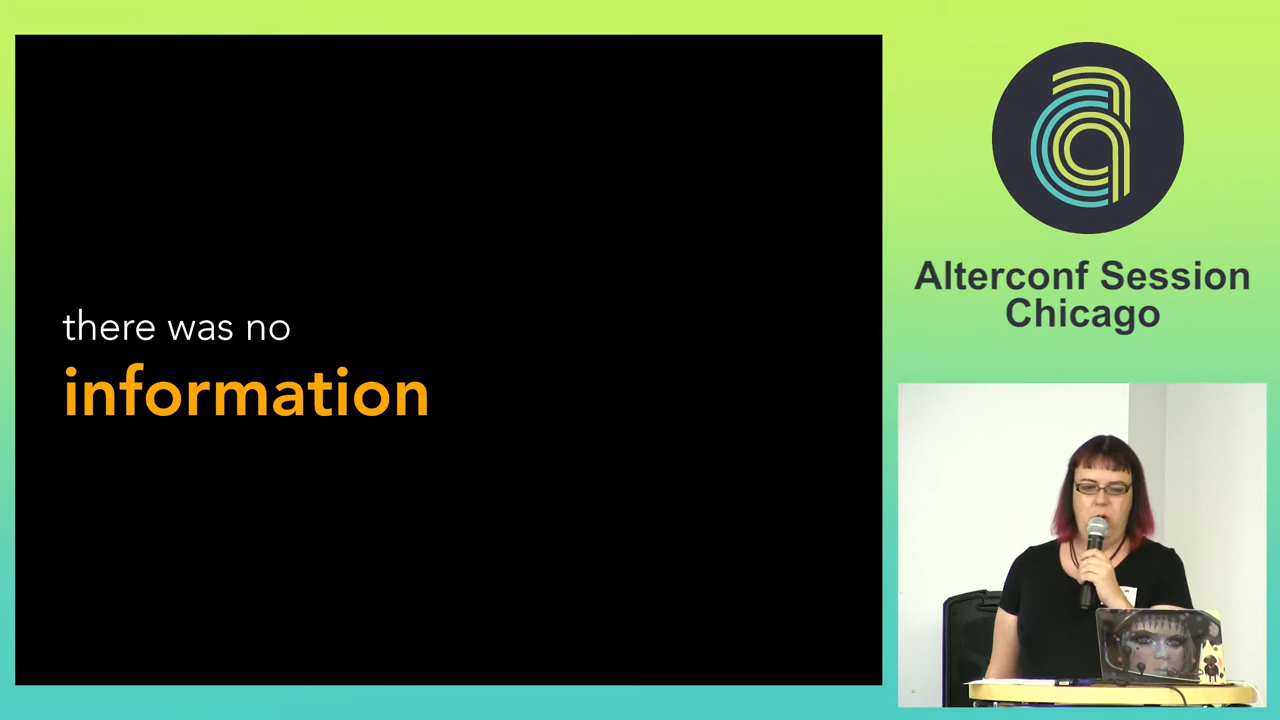 there was no
information
Alterconf Session
Chicago